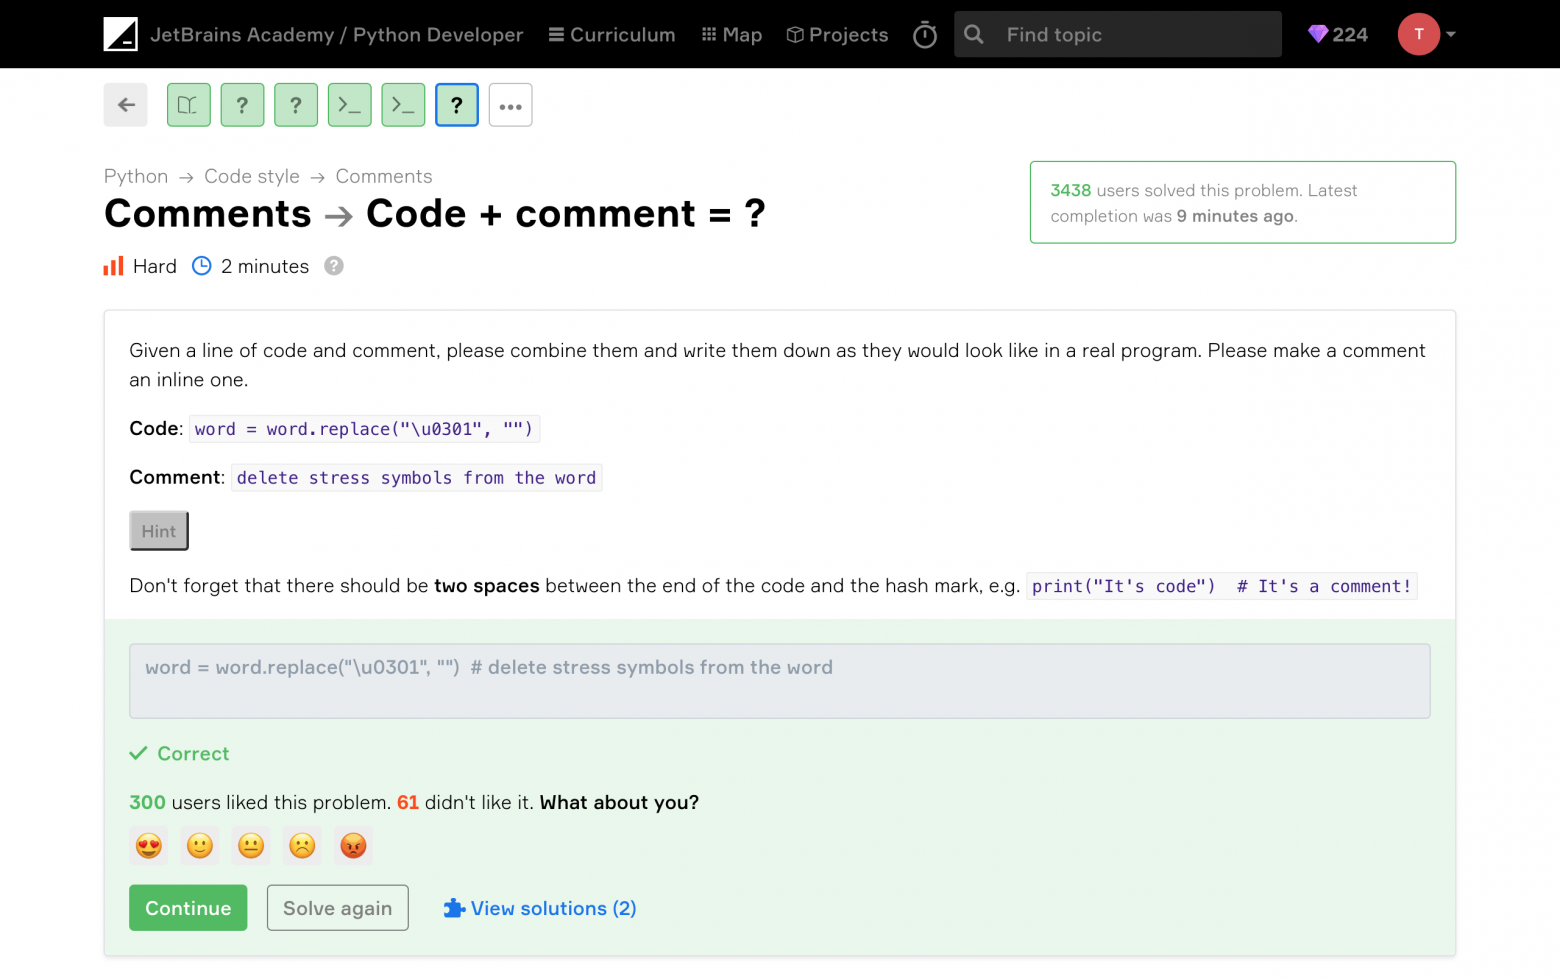 JetBrains Academy / Python Developer Curriculum Map Projects Find topic 224 T
? ? >_ >_ ? ...
Python → Code style → Comments
Comments → Code + comment = ?
3438 users solved this problem. Latest
completion was 9 minutes ago.
Hard 2 minutes ?
Given a line of code and comment, please combine them and write them down as they would look like in a real program. Please make a comment
an inline one.
Code: word = word.replace("\u0301", "")
Comment: delete stress symbols from the word
Hint
Don't forget that there should be two spaces between the end of the code and the hash mark, e.g. print("It's code")  # It's a comment!
word = word.replace("\u0301", "")  # delete stress symbols from the word
Correct
300 users liked this problem. 61 didn't like it. What about you?
Continue Solve again View solutions (2)